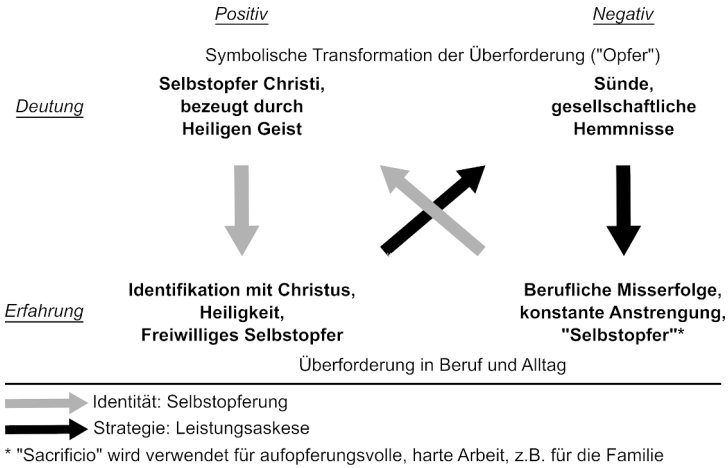 Positiv
Negativ
Symbolische Transformation der Überforderung ("Opfer")
Deutung
Selbstopfer Christi,
bezeugt durch
Heiligen Geist
Sünde,
gesellschaftliche
Hemmnisse
Erfahrung
Identifikation mit Christus,
Heiligkeit,
Freiwilliges Selbstopfer
Berufliche Misserfolge,
konstante Anstrengung,
"Selbstopfer"*
Überforderung in Beruf und Alltag
Identität: Selbstopferung
Strategie: Leistungsaskese
* "Sacrificio" wird verwendet für aufopferungsvolle, harte Arbeit, z.B. für die Familie